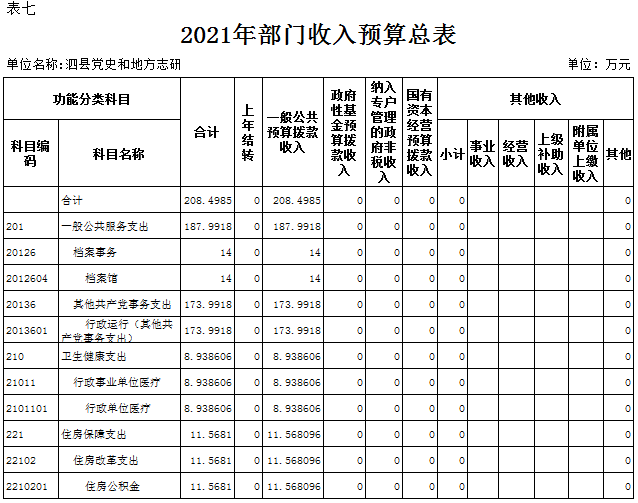 表七
2021年部门收入预算总表
单位名称:泗县党史和地方志研 单位：万元
功能分类科目 合计 上年结转 一般公共预算拨款收入 政府性基金预算拨款收入 纳入专户管理的政府非税收入 国有资本经营预算拨款收入 其他收入
科目编码 科目名称 小计 事业收入 经营收入 上级补助收入 附属单位上缴收入 其他
合计 208.4985 0 208.4985 0 0 0 0 0
201 一般公共服务支出 187.9918 0 187.9918 0 0 0 0 0
20126 档案事务 14 0 14 0 0 0 0 0
2012604 档案馆 14 0 14 0 0 0 0 0
20136 其他共产党事务支出 173.9918 0 173.9918 0 0 0 0 0
2013601 行政运行（其他共产党事务支出） 173.9918 0 173.9918 0 0 0 0 0
210 卫生健康支出 8.938606 0 8.938606 0 0 0 0 0
21011 行政事业单位医疗 8.938606 0 8.938606 0 0 0 0 0
2101101 行政单位医疗 8.938606 0 8.938606 0 0 0 0 0
221 住房保障支出 11.5681 0 11.568096 0 0 0 0 0
22102 住房改革支出 11.5681 0 11.568096 0 0 0 0 0
2210201 住房公积金 11.5681 0 11.568096 0 0 0 0 0